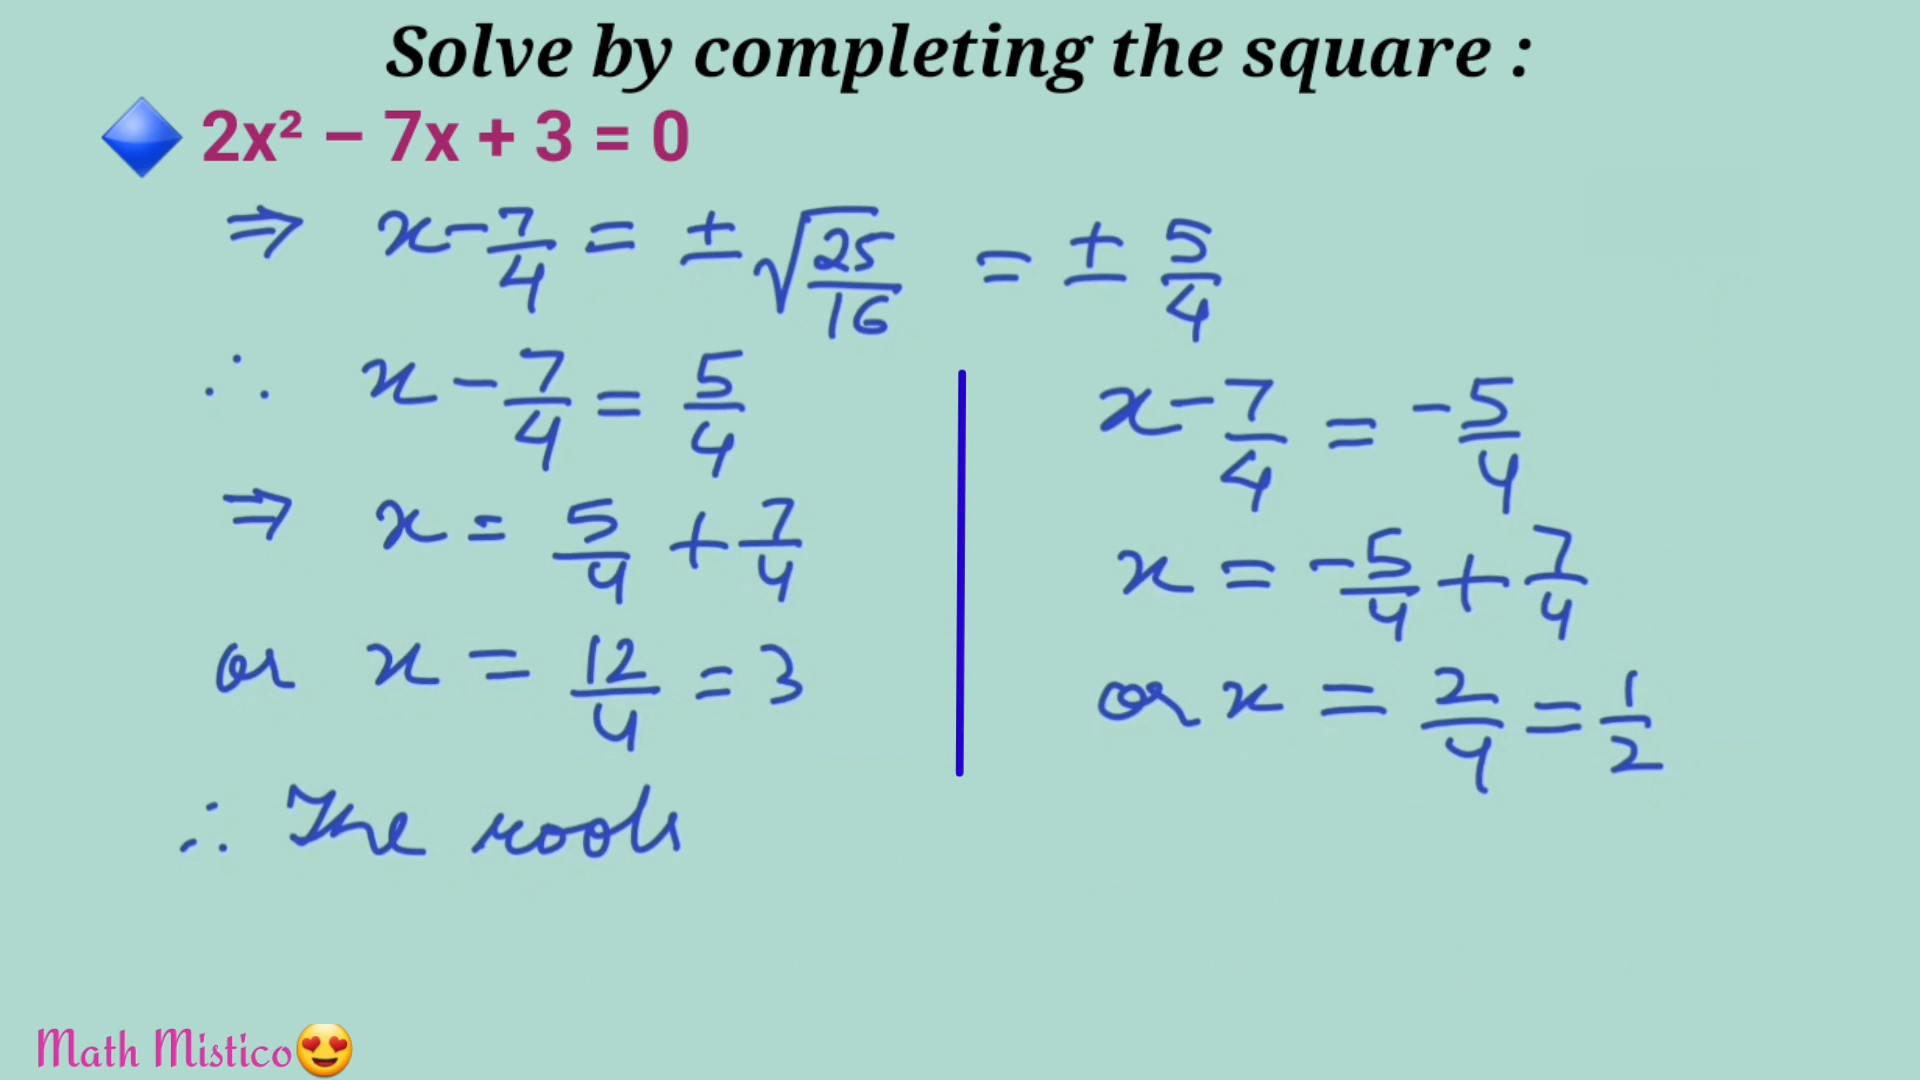 Solve by completing the square :
2x² – 7x + 3 = 0
⇒ x - 7/4 = ± √(25/16) = ± 5/4
∴ x - 7/4 = 5/4
⇒ x = 5/4 + 7/4
or x = 12/4 = 3
x - 7/4 = - 5/4
x = - 5/4 + 7/4
or x = 2/4 = 1/2
∴ The roots
Math Mistico😍